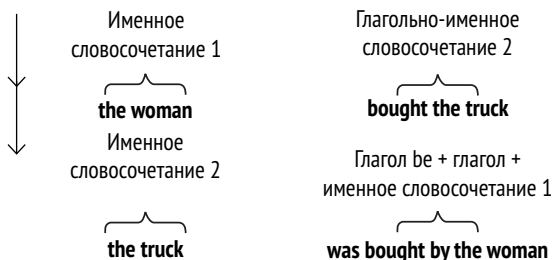 Именное
словосочетание 1
the woman
Глагольно-именное
словосочетание 2
bought the truck
Именное
словосочетание 2
the truck
Глагол be + глагол +
именное словосочетание 1
was bought by the woman